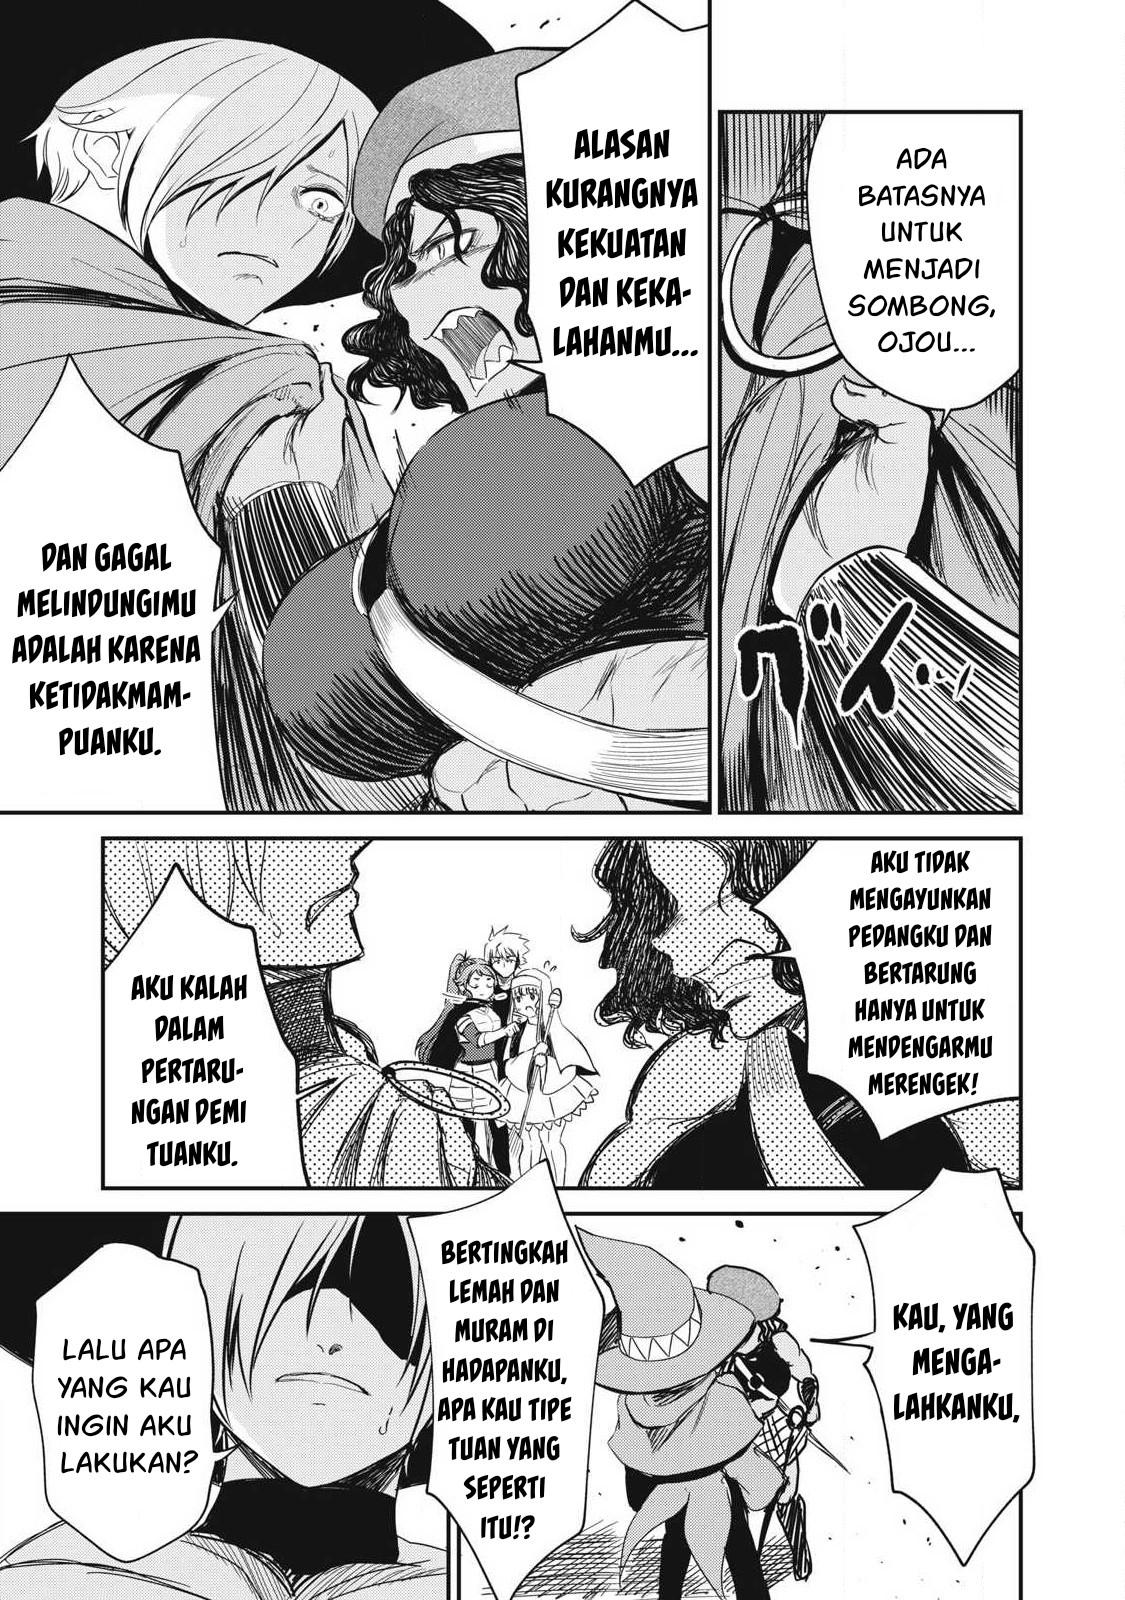 ADA
BATASNYA
UNTUK
MENJADI
SOMBONG,
OJOU...
グイ...ッ
ALASAN
KURANGNYA
KEKUATAN
DAN KEKA-
LAHANMU...
DAN GAGAL
MELINDUNGIMU
ADALAH KARENA
KETIDAKMAM-
PUANKU.
AKU TIDAK
MENGAYUNKAN
PEDANGKU DAN
BERTARUNG
HANYA UNTUK
MENDENGARMU
MERENGEK!
AKU KALAH
DALAM
PERTARU-
NGAN DEMI
TUANKU.
KAU, YANG
MENGA-
LAHKANKU,
BERTINGKAH
LEMAH DAN
MURAM DI
HADAPANKU,
APA KAU TIPE
TUAN YANG
SEPERTI
ITU!?
LALU APA
YANG KAU
INGIN AKU
LAKUKAN?